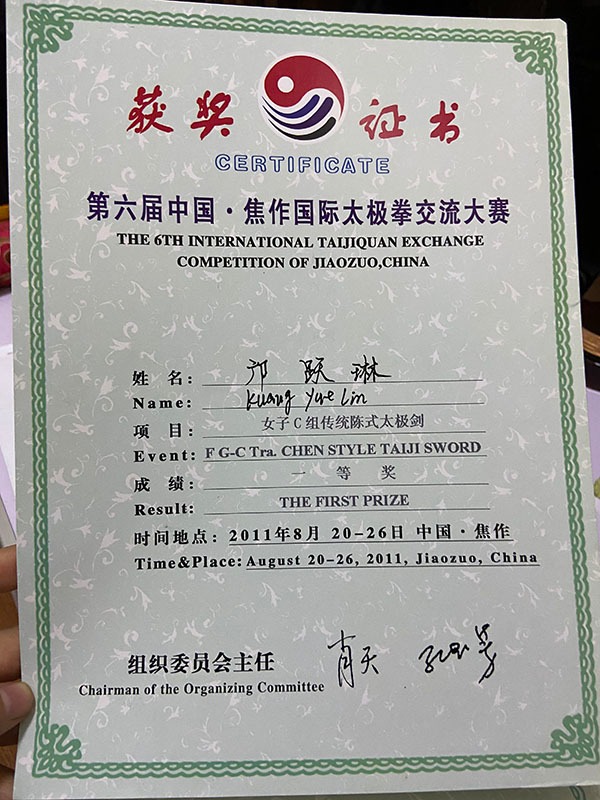 获奖 证书
CERTIFICATE
第六届中国·焦作国际太极拳交流大赛
THE 6TH INTERNATIONAL TAIJIQUAN EXCHANGE
COMPETITION OF JIAOZUO,CHINA
姓名: 邝跃琳
Name: Kuang Yue Lin
项目: 女子C组传统陈式太极剑
Event: F G-C Tra. CHEN STYLE TAIJI SWORD
成绩: 一等奖
Result: THE FIRST PRIZE
时间地点: 2011年8月 20-26日 中国·焦作
Time&Place: August 20-26, 2011, Jiaozuo, China
组织委员会主任 肖天
Chairman of the Organizing Committee